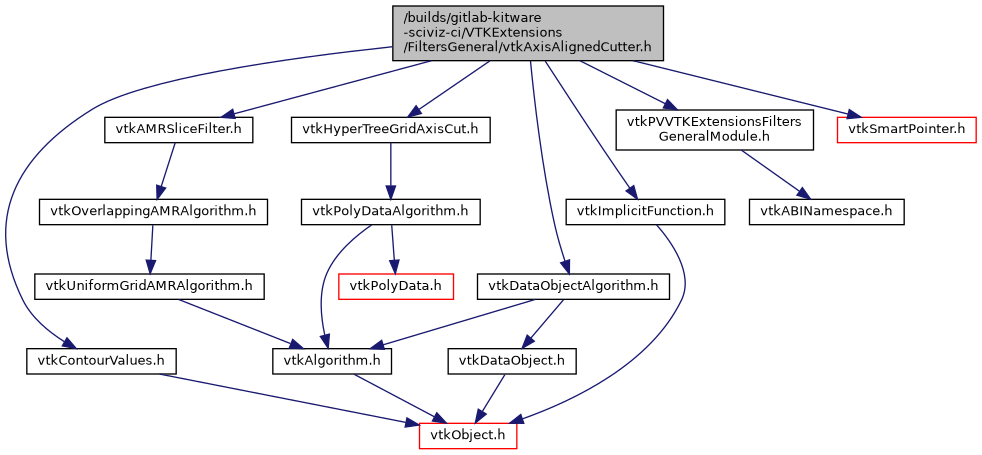 /builds/gitlab-kitware
-sciviz-ci/VTKExtensions
/FiltersGeneral/vtkAxisAlignedCutter.h
vtkAMRSliceFilter.h
vtkHyperTreeGridAxisCut.h
vtkPVVTKExtensionsFilters
GeneralModule.h
vtkSmartPointer.h
vtkOverlappingAMRAlgorithm.h
vtkPolyDataAlgorithm.h
vtkImplicitFunction.h
vtkABINamespace.h
vtkUniformGridAMRAlgorithm.h
vtkPolyData.h
vtkDataObjectAlgorithm.h
vtkContourValues.h
vtkAlgorithm.h
vtkDataObject.h
vtkObject.h